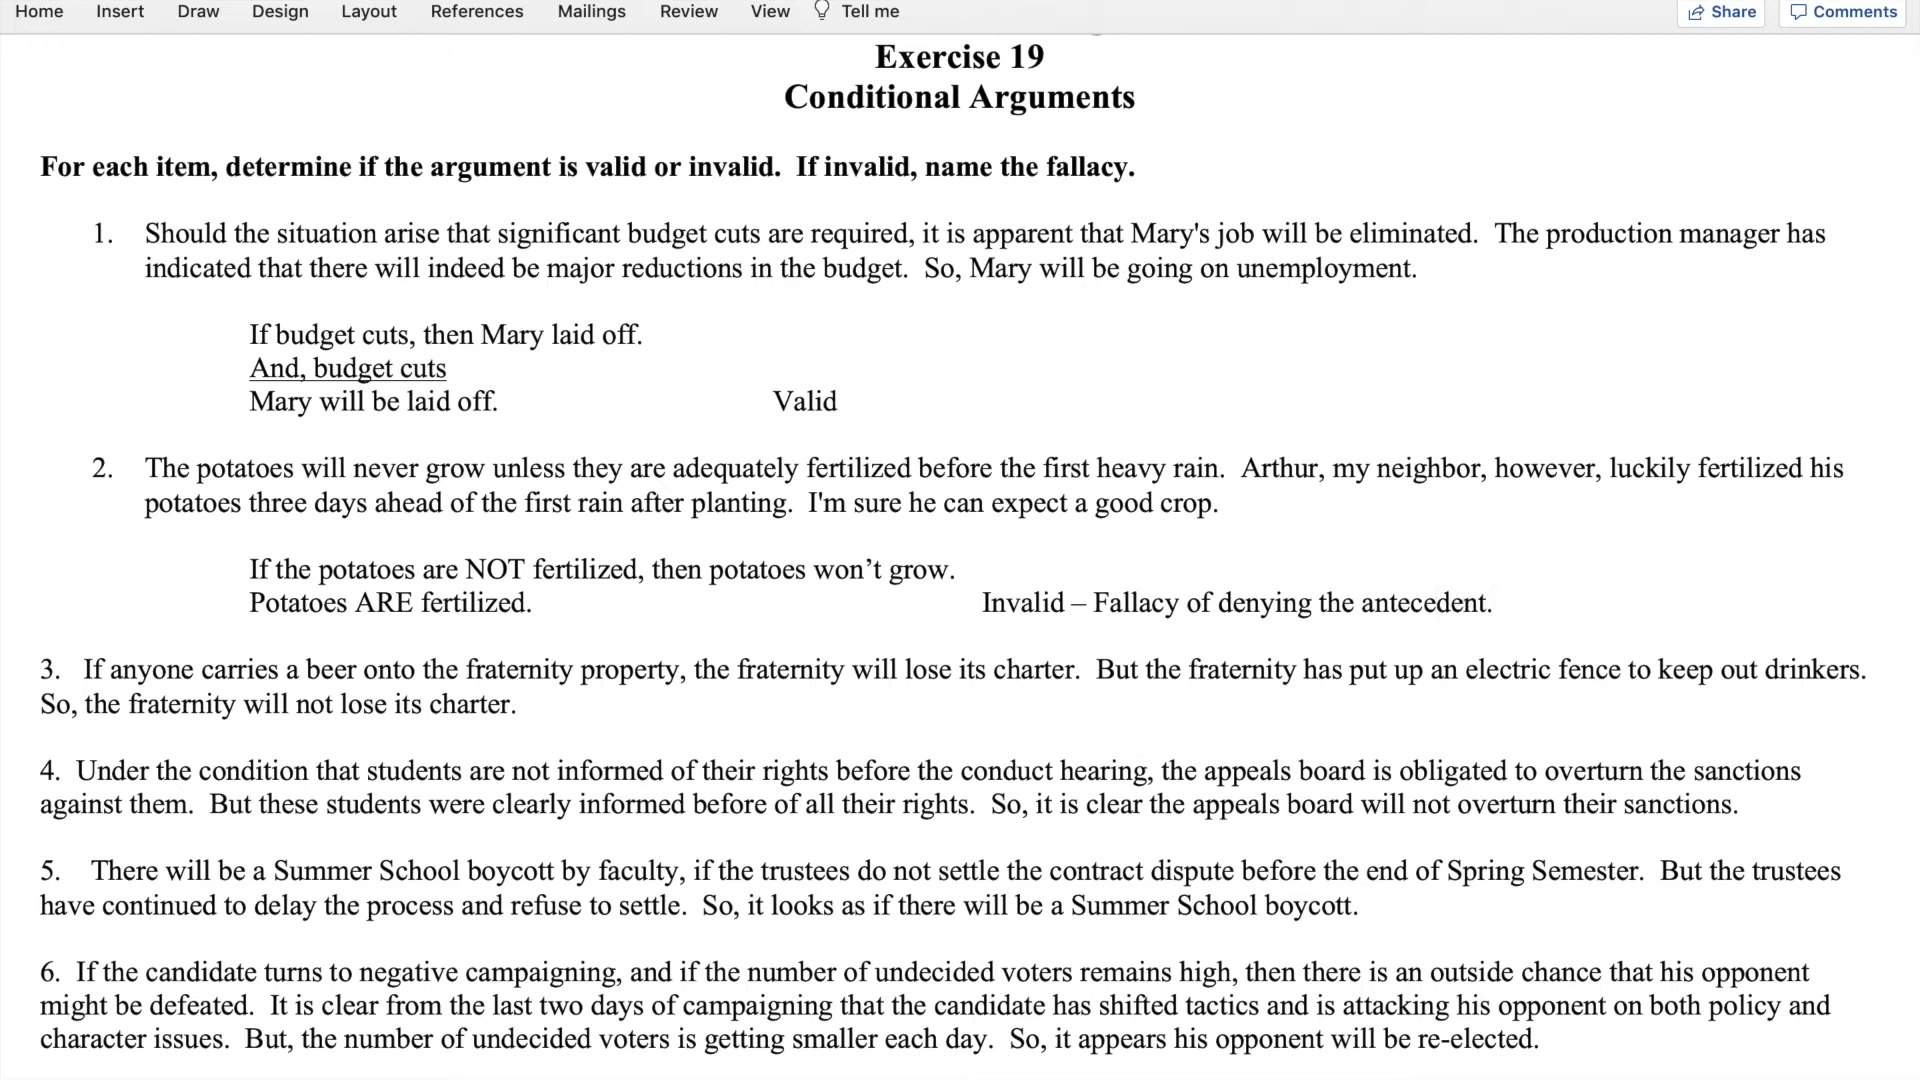 Home Insert Draw Design Layout References Mailings Review View Tell me Share Comments
Exercise 19
Conditional Arguments
For each item, determine if the argument is valid or invalid.  If invalid, name the fallacy.
1. Should the situation arise that significant budget cuts are required, it is apparent that Mary's job will be eliminated.  The production manager has
indicated that there will indeed be major reductions in the budget.  So, Mary will be going on unemployment.
If budget cuts, then Mary laid off.
And, budget cuts
Mary will be laid off. Valid
2. The potatoes will never grow unless they are adequately fertilized before the first heavy rain.  Arthur, my neighbor, however, luckily fertilized his
potatoes three days ahead of the first rain after planting.  I'm sure he can expect a good crop.
If the potatoes are NOT fertilized, then potatoes won’t grow.
Potatoes ARE fertilized. Invalid – Fallacy of denying the antecedent.
3. If anyone carries a beer onto the fraternity property, the fraternity will lose its charter.  But the fraternity has put up an electric fence to keep out drinkers.
So, the fraternity will not lose its charter.
4. Under the condition that students are not informed of their rights before the conduct hearing, the appeals board is obligated to overturn the sanctions
against them.  But these students were clearly informed before of all their rights.  So, it is clear the appeals board will not overturn their sanctions.
5. There will be a Summer School boycott by faculty, if the trustees do not settle the contract dispute before the end of Spring Semester.  But the trustees
have continued to delay the process and refuse to settle.  So, it looks as if there will be a Summer School boycott.
6. If the candidate turns to negative campaigning, and if the number of undecided voters remains high, then there is an outside chance that his opponent
might be defeated.  It is clear from the last two days of campaigning that the candidate has shifted tactics and is attacking his opponent on both policy and
character issues.  But, the number of undecided voters is getting smaller each day.  So, it appears his opponent will be re-elected.